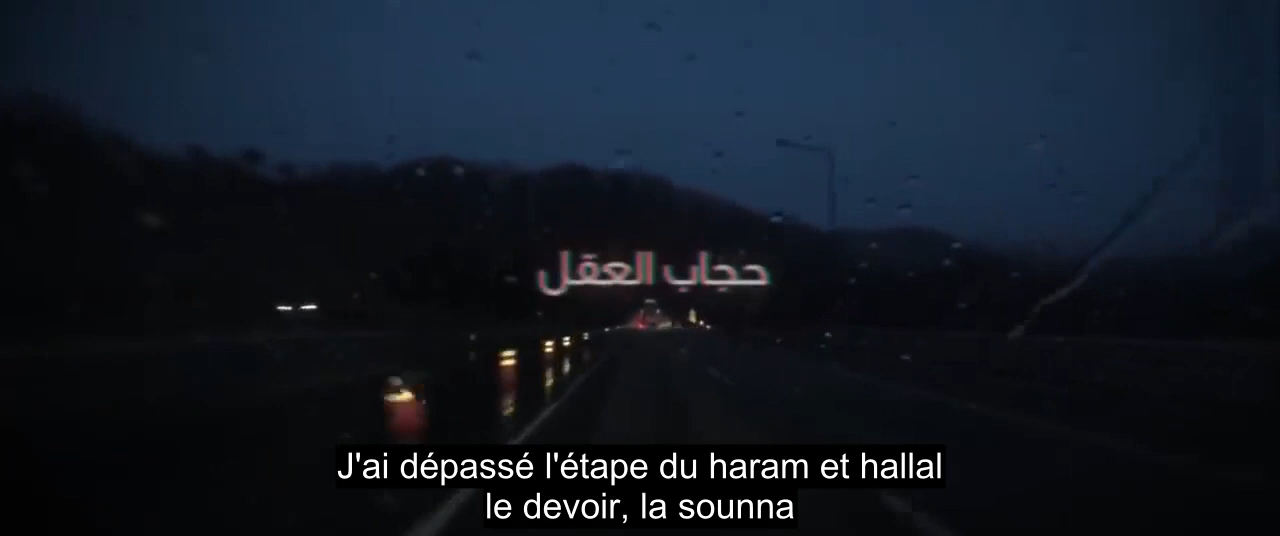 حجاب العقل
J'ai dépassé l'étape du haram et hallal
le devoir, la sounna